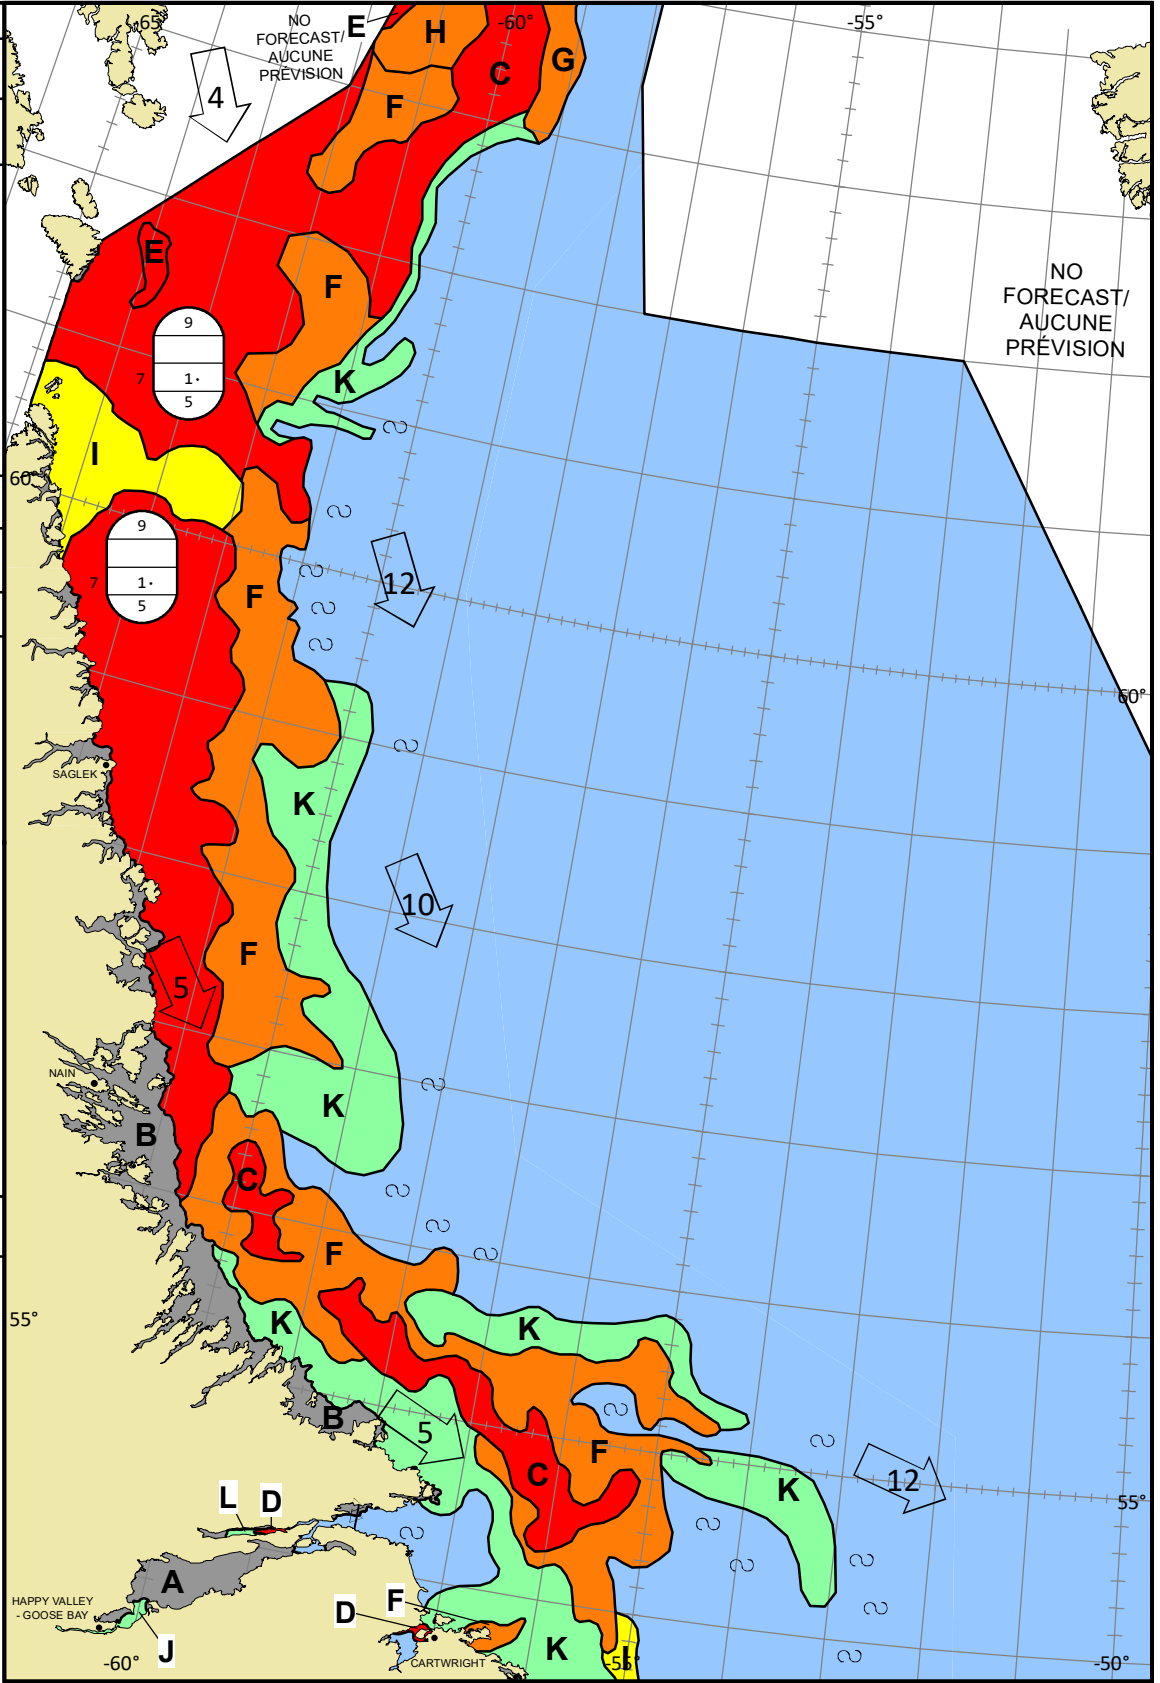 -65°
NO
FORECAST/
AUCUNE
PRÉVISION
E
H
-60°
G
-55°
C
4
F
E
F
NO
FORECAST/
AUCUNE
PRÉVISION
9
7
1·
5
K
I
60°
9
7
1·
5
12
F
60°
SAGLEK
K
10
F
5
NAIN
K
B
C
F
55°
K
K
B
5
F
C
12
K
55°
L
D
A
HAPPY VALLEY
- GOOSE BAY
F
D
J
-60°
CARTWRIGHT
K
-55°
I
-50°